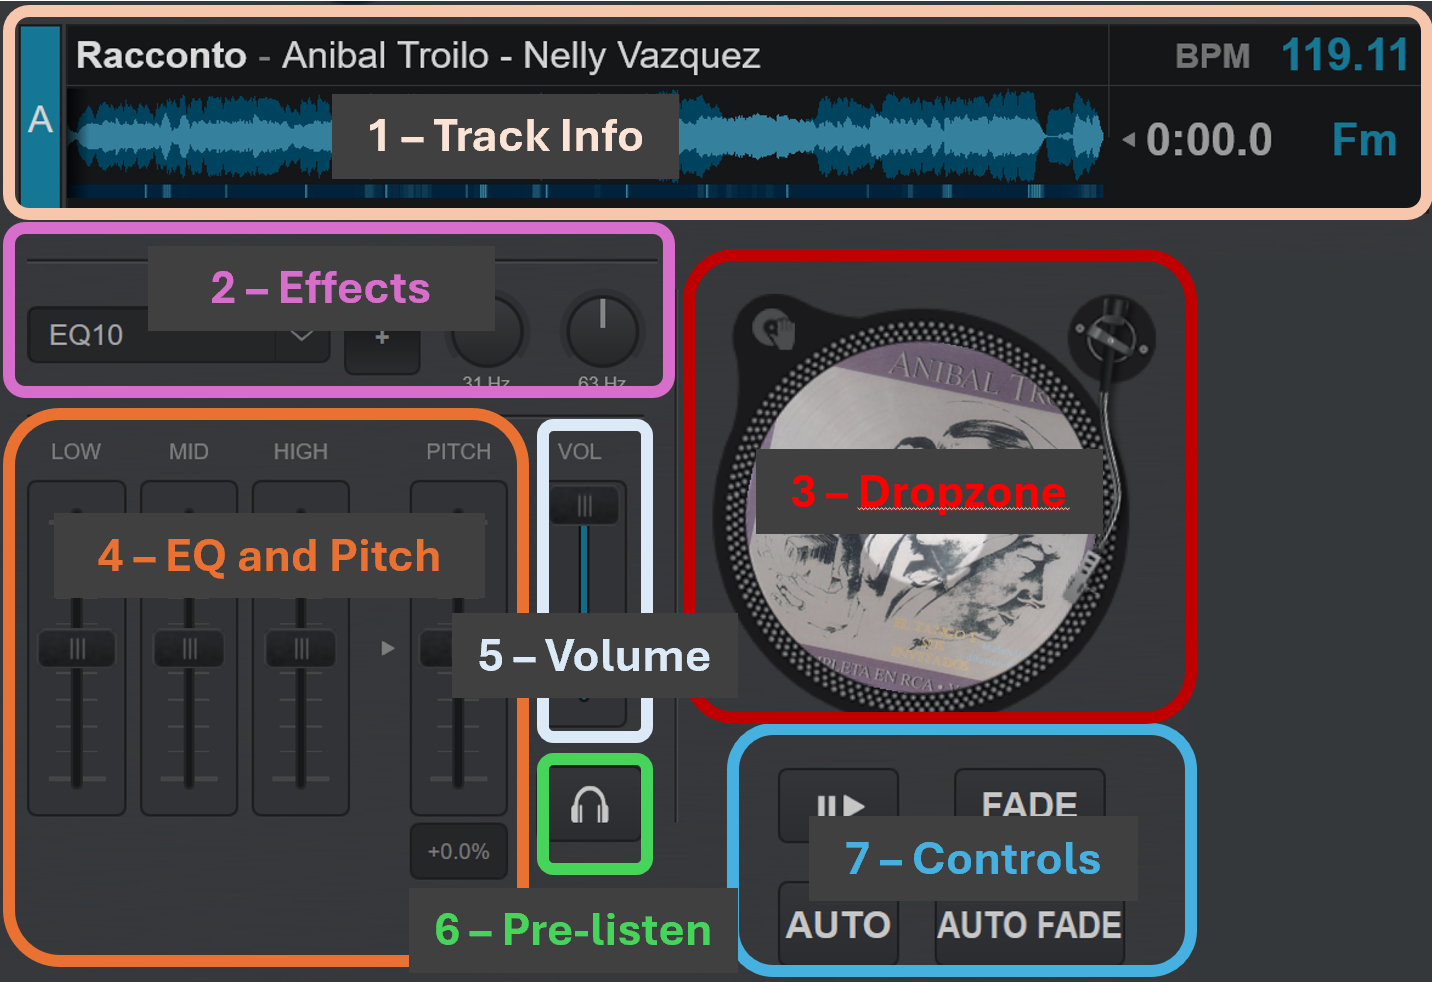 A
Racconto - Anibal Troilo - Nelly Vazquez
BPM 119.11
1 – Track Info
0:00.0 Fm
2 – Effects
EQ10
+
31 Hz
63 Hz
ANIBAL
3 – Dropzone
EN RCA
LOW MID HIGH PITCH
4 – EQ and Pitch
+0.0%
VOL
5 – Volume
6 – Pre-listen
FADE
7 – Controls
AUTO
AUTO FADE